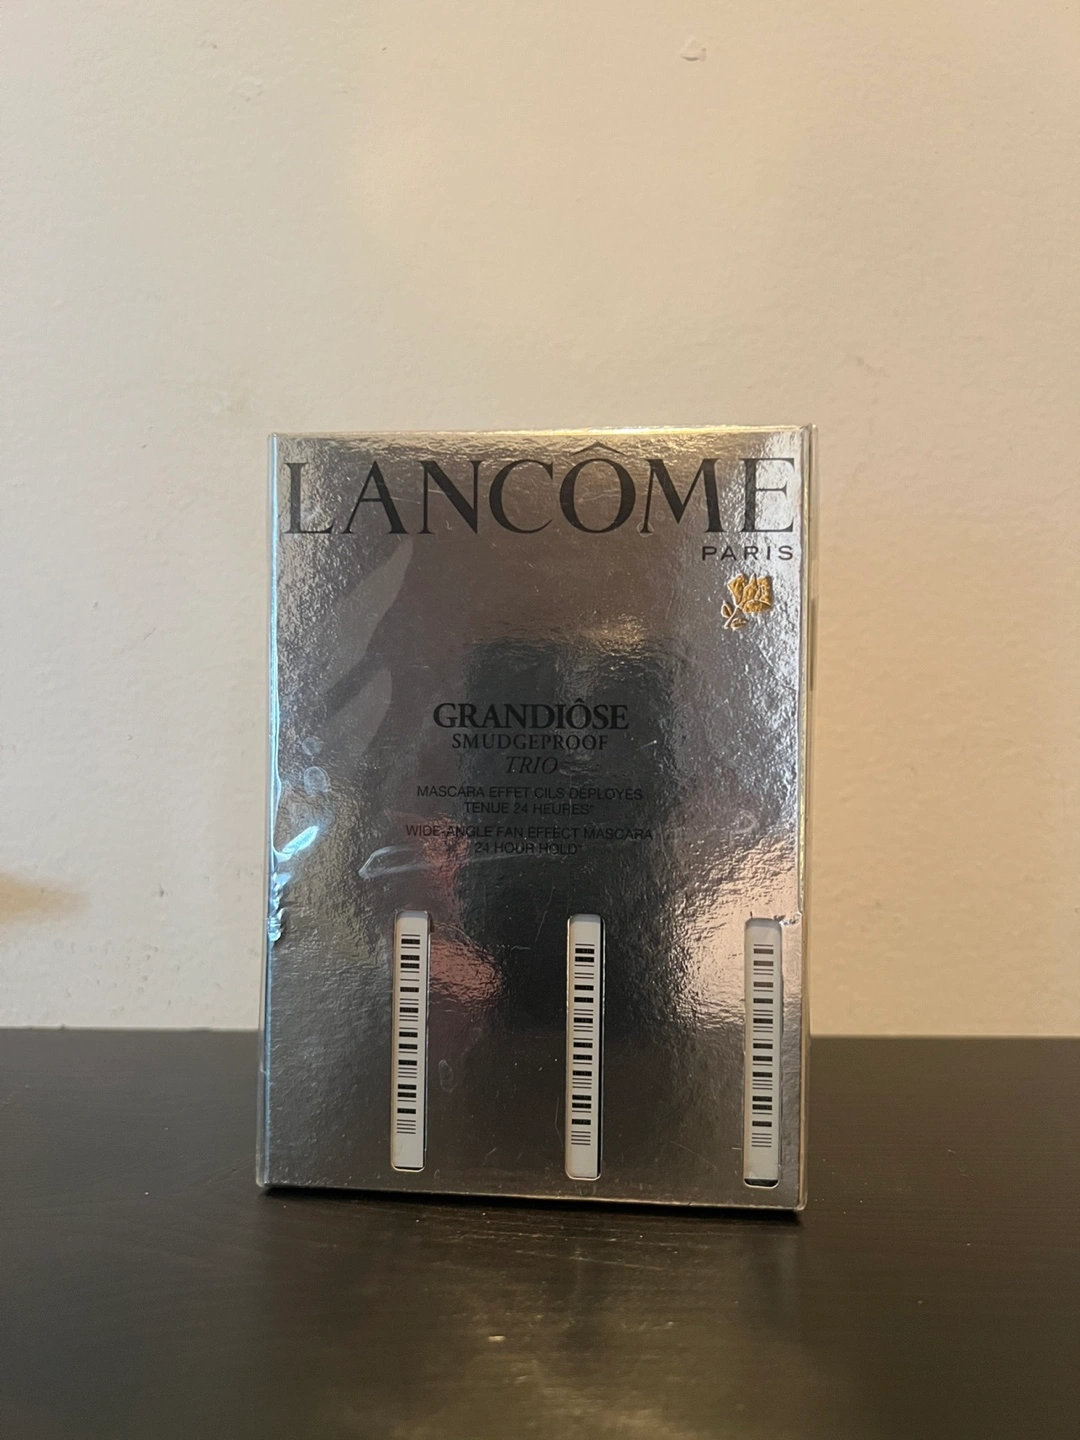 LANCÔME
PARIS
GRANDIÔSE
SMUDGEPROOF
TRIO
MASCARA EFFET CILS DÉPLOYÉS
TENUE 24 HEURES*
WIDE-ANGLE FAN EFFECT MASCARA
24 HOUR HOLD*